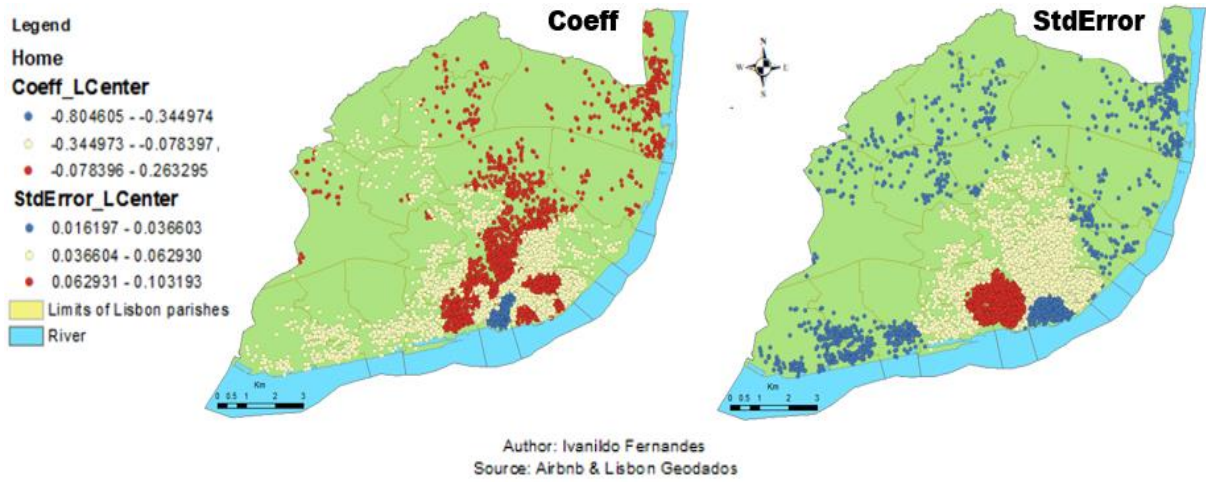 Legend
Home
Coeff_LCenter
-0.804605 - -0.344974
-0.344973 - -0.078397,
-0.078396 - 0.263295
StdError_LCenter
0.016197 - 0.036603
0.036604 - 0.062930
0.062931 - 0.103193
Limits of Lisbon parishes
River
Coeff
Km
0 0.5 1 2 3
StdError
N
W E
S
Km
0 0.5 1 2 3
Author: Ivanildo Fernandes
Source: Airbnb & Lisbon Geodados